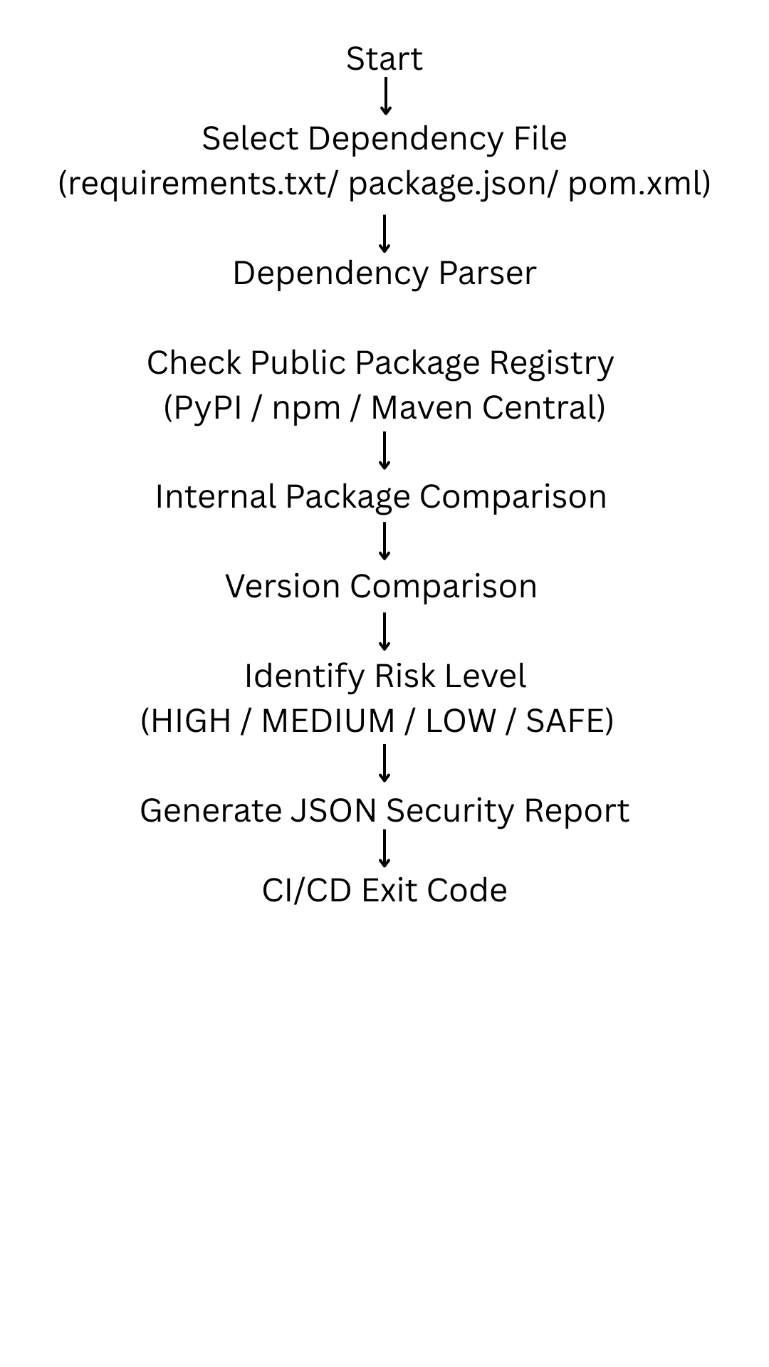 Start
Select Dependency File
(requirements.txt/ package.json/ pom.xml)
Dependency Parser
Check Public Package Registry
(PyPI / npm / Maven Central)
Internal Package Comparison
Version Comparison
Identify Risk Level
(HIGH / MEDIUM / LOW / SAFE)
Generate JSON Security Report
CI/CD Exit Code